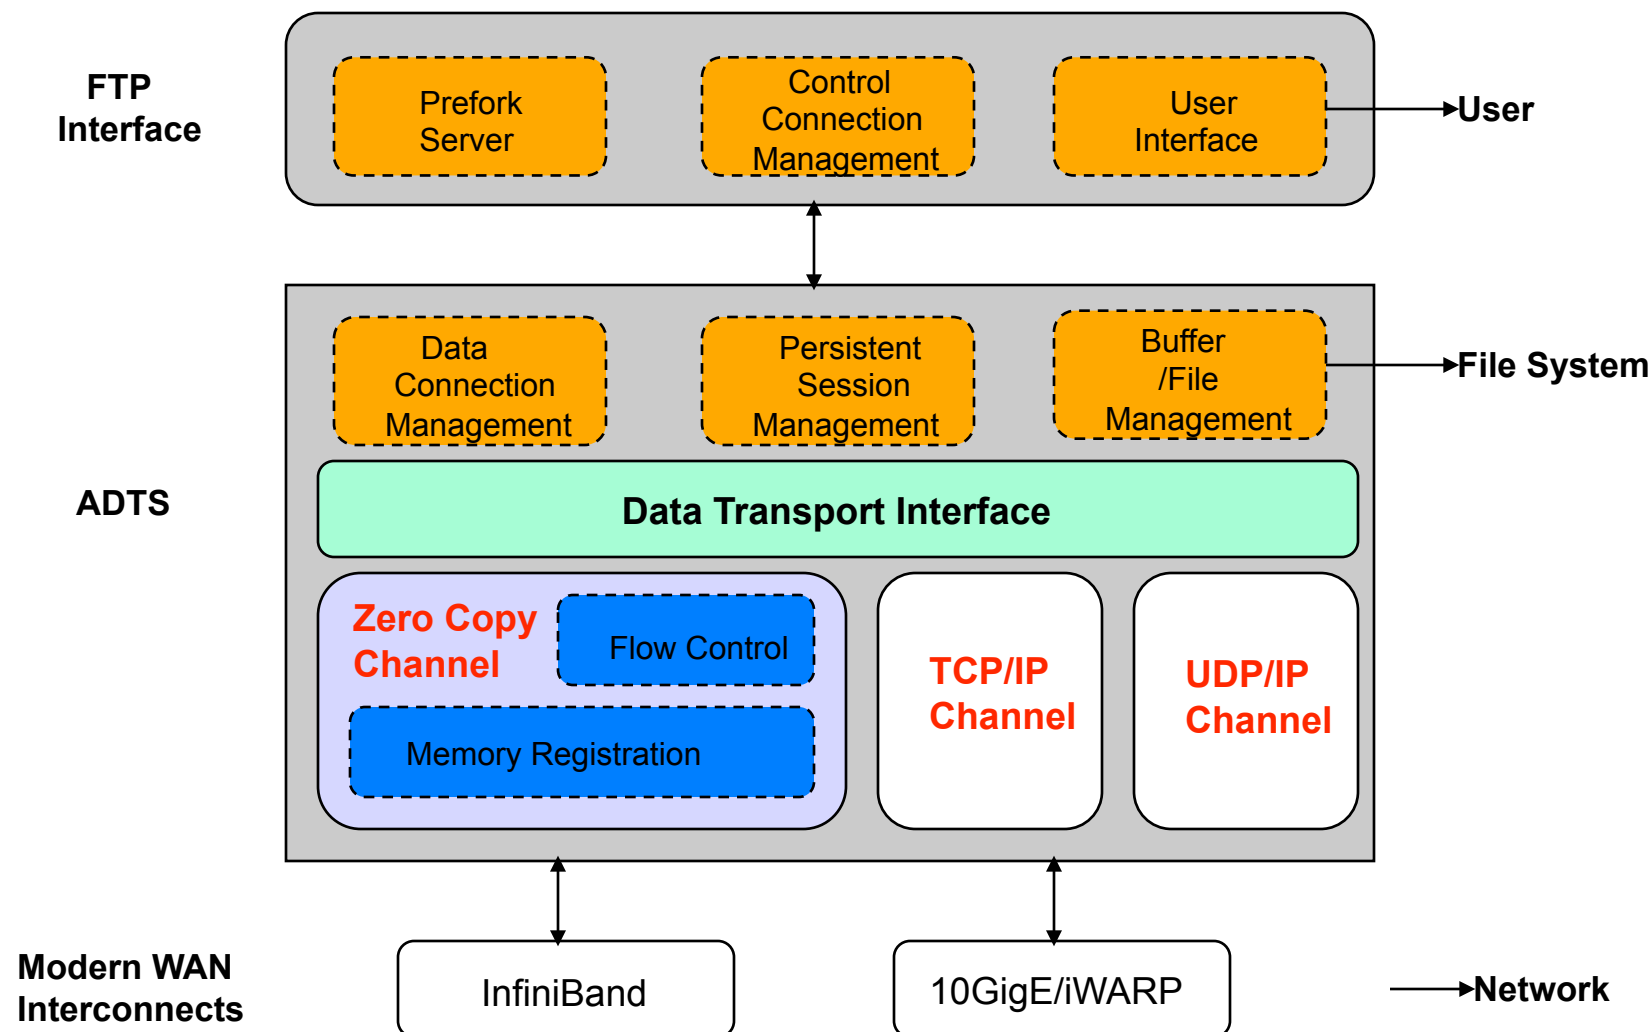 FTP
Interface
Prefork
Server
Control
Connection
Management
User
Interface
User
Data
Connection
Management
Persistent
Session
Management
Buffer
/File
Management
File System
ADTS
Data Transport Interface
Zero Copy
Channel
Flow Control
Memory Registration
TCP/IP
Channel
UDP/IP
Channel
Modern WAN
Interconnects
InfiniBand
10GigE/iWARP
Network